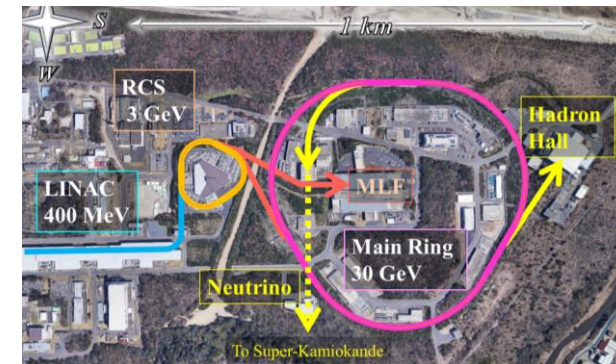 S
W
1 km
RCS
3 GeV
Hadron
Hall
LINAC
400 MeV
MLF
Main Ring
30 GeV
Neutrino
To Super-Kamiokande